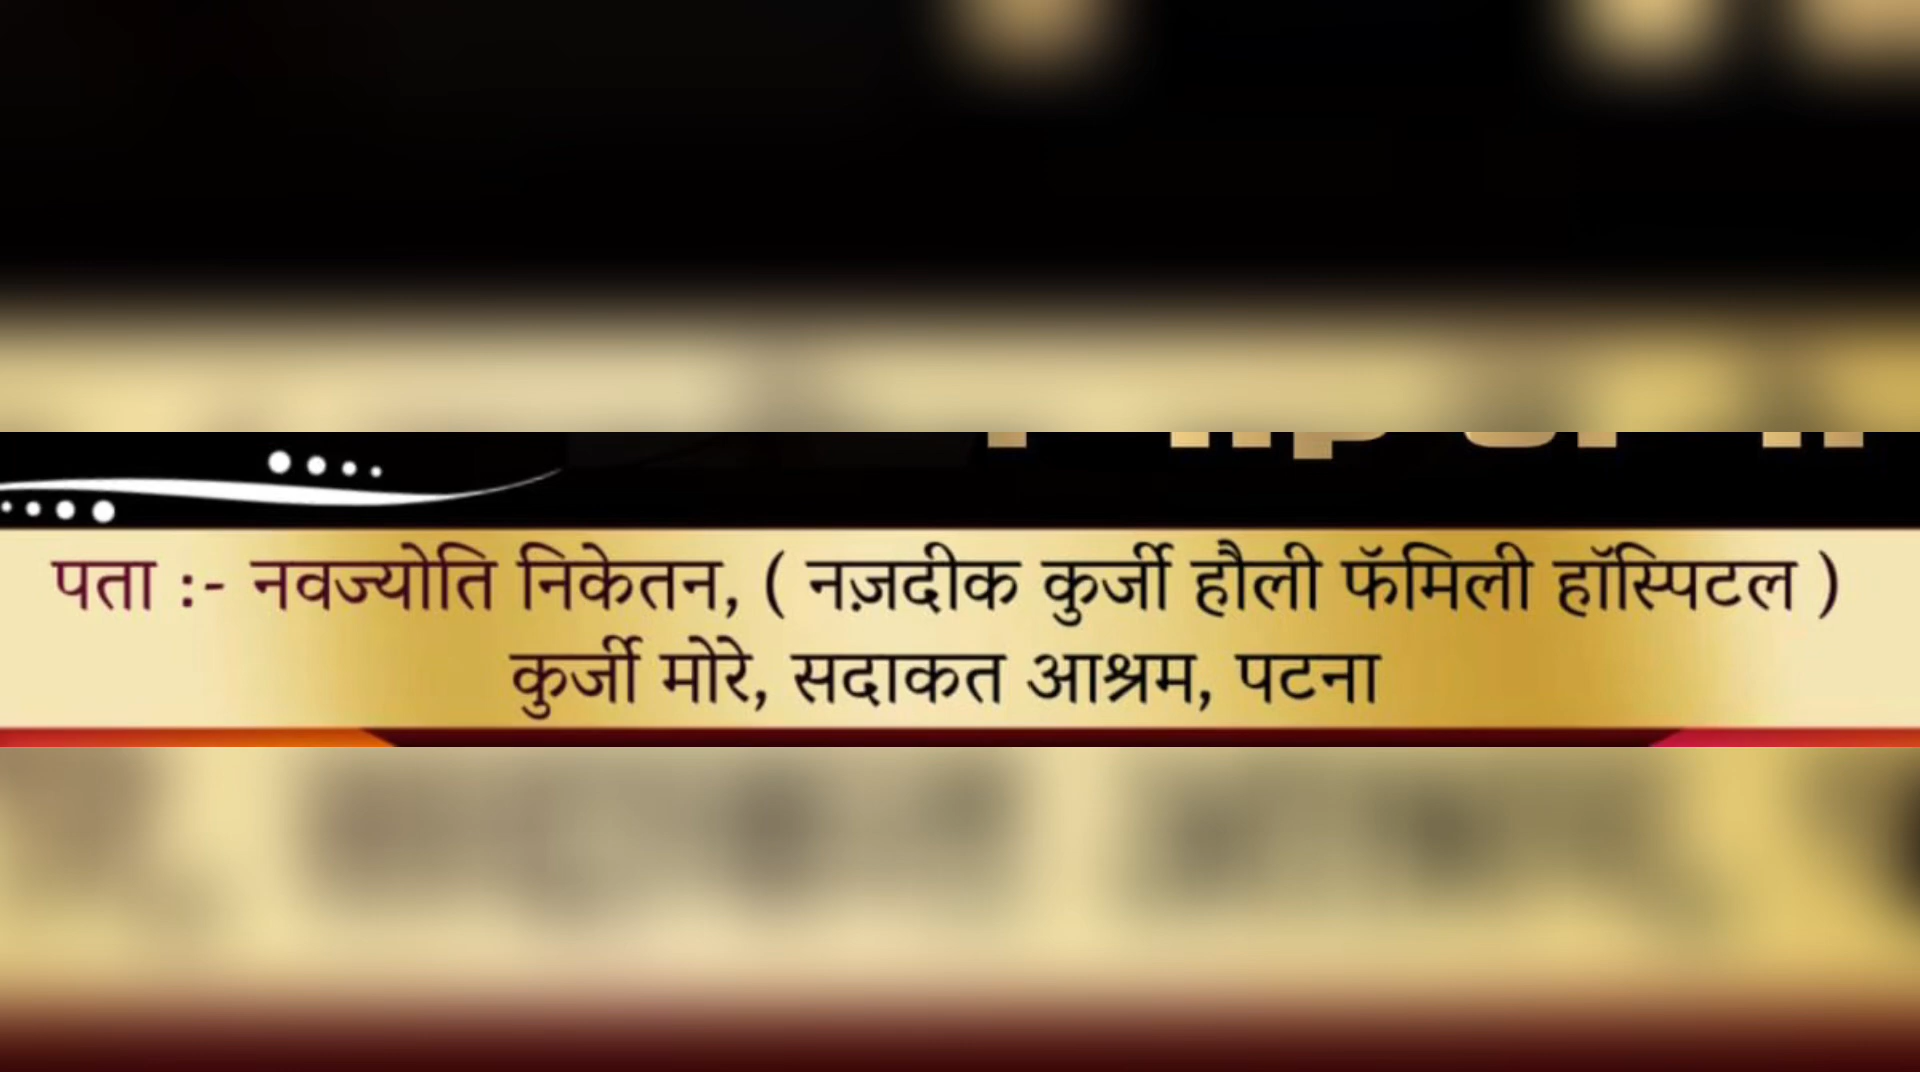 पता :- नवज्योति निकेतन, ( नज़दीक कुर्जी हौली फॅमिली हॉस्पिटल )
कुर्जी मोरे, सदाकत आश्रम, पटना